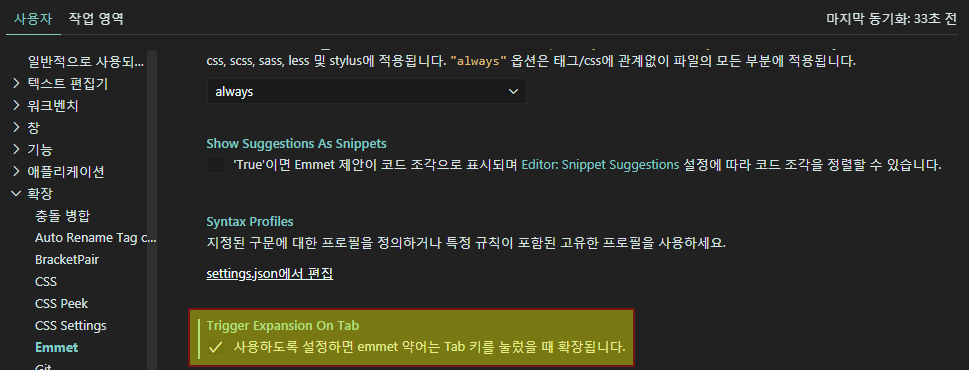 사용자 작업 영역 마지막 동기화: 33초 전
일반적으로 사용되...
텍스트 편집기
워크벤치
창
기능
애플리케이션
확장
충돌 병합
Auto Rename Tag c...
BracketPair
CSS
CSS Peek
CSS Settings
Emmet
Git
css, scss, sass, less 및 stylus에 적용됩니다. "always" 옵션은 태그/css에 관계없이 파일의 모든 부분에 적용됩니다.
always
Show Suggestions As Snippets
'True'이면 Emmet 제안이 코드 조각으로 표시되며 Editor: Snippet Suggestions 설정에 따라 코드 조각을 정렬할 수 있습니다.
Syntax Profiles
지정된 구문에 대한 프로필을 정의하거나 특정 규칙이 포함된 고유한 프로필을 사용하세요.
settings.json에서 편집
Trigger Expansion On Tab
사용하도록 설정하면 emmet 약어는 Tab 키를 눌렀을 때 확장됩니다.